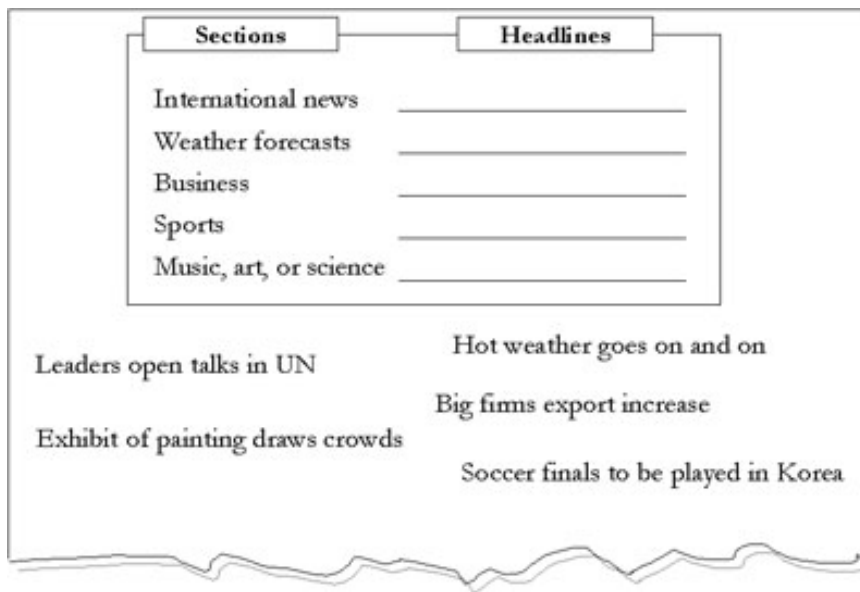 Sections Headlines
International news
Weather forecasts
Business
Sports
Music, art, or science
Leaders open talks in UN
Hot weather goes on and on
Big firms export increase
Exhibit of painting draws crowds
Soccer finals to be played in Korea